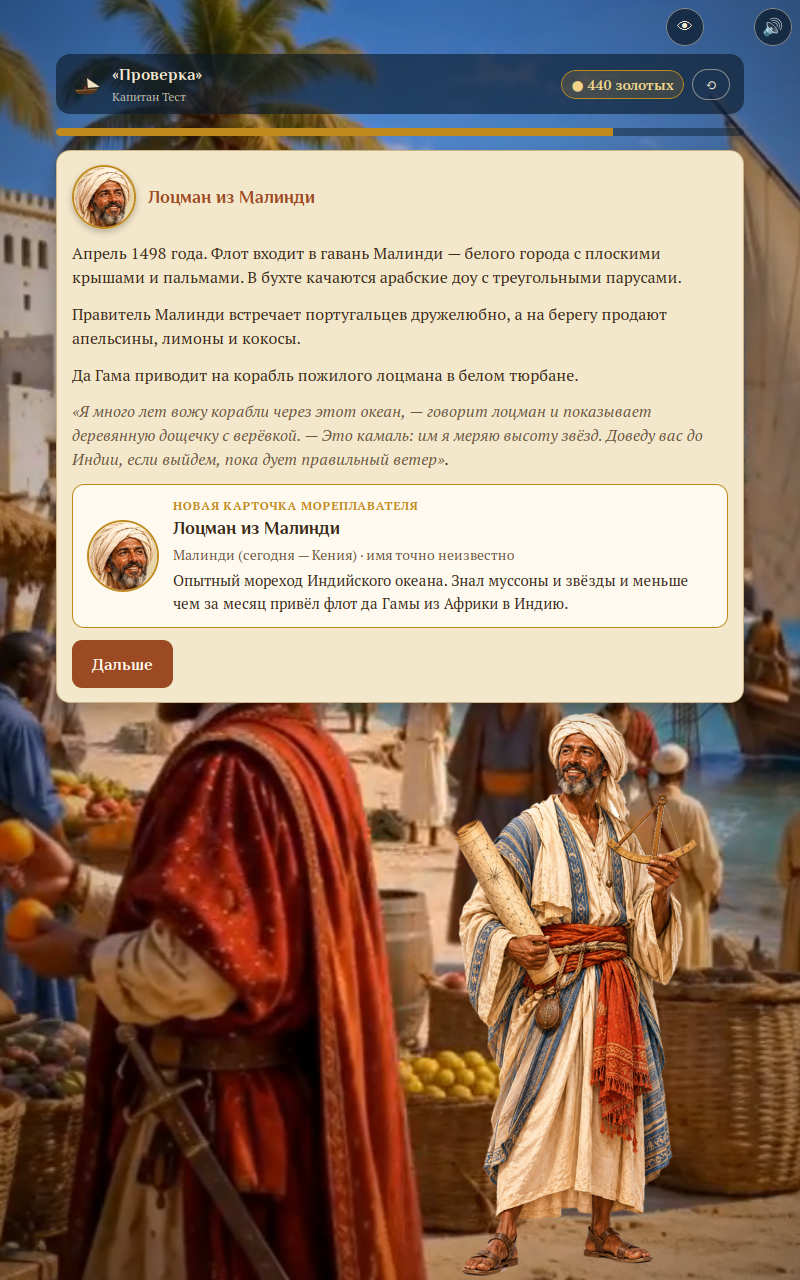 «Проверка»
Капитан Тест
440 золотых
Лоцман из Малинди
Апрель 1498 года. Флот входит в гавань Малинди — белого города с плоскими
крышами и пальмами. В бухте качаются арабские доу с треугольными парусами.
Правитель Малинди встречает португальцев дружелюбно, а на берегу продают
апельсины, лимоны и кокосы.
Да Гама приводит на корабль пожилого лоцмана в белом тюрбане.
«Я много лет вожу корабли через этот океан, — говорит лоцман и показывает
деревянную дощечку с верёвкой. — Это камаль: им я меряю высоту звёзд. Доведу вас до
Индии, если выйдем, пока дует правильный ветер».
НОВАЯ КАРТОЧКА МОРЕПЛАВАТЕЛЯ
Лоцман из Малинди
Малинди (сегодня — Кения) · имя точно неизвестно
Опытный мореход Индийского океана. Знал муссоны и звёзды и меньше
чем за месяц привёл флот да Гамы из Африки в Индию.
Дальше